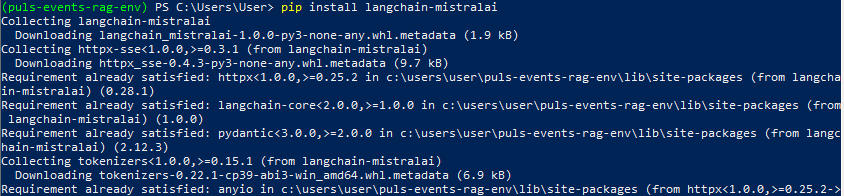 (puls-events-rag-env) PS C:\Users\User> pip install langchain-mistralai
Collecting langchain-mistralai
  Downloading langchain_mistralai-1.0.0-py3-none-any.whl.metadata (1.9 kB)
Collecting httpx-sse<1.0.0,>=0.3.1 (from langchain-mistralai)
  Downloading httpx_sse-0.4.3-py3-none-any.whl.metadata (9.7 kB)
Requirement already satisfied: httpx<1.0.0,>=0.25.2 in c:\users\user\puls-events-rag-env\lib\site-packages (from langcha
in-mistralai) (0.28.1)
Requirement already satisfied: langchain-core<2.0.0,>=1.0.0 in c:\users\user\puls-events-rag-env\lib\site-packages (from
 langchain-mistralai) (1.0.0)
Requirement already satisfied: pydantic<3.0.0,>=2.0.0 in c:\users\user\puls-events-rag-env\lib\site-packages (from langc
hain-mistralai) (2.12.3)
Collecting tokenizers<1.0.0,>=0.15.1 (from langchain-mistralai)
  Downloading tokenizers-0.22.1-cp39-abi3-win_amd64.whl.metadata (6.9 kB)
Requirement already satisfied: anyio in c:\users\user\puls-events-rag-env\lib\site-packages (from httpx<1.0.0,>=0.25.2->